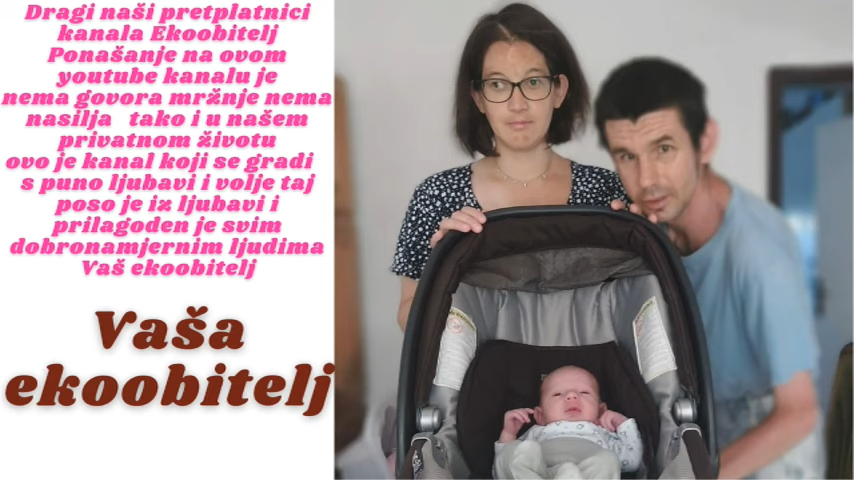 Dragi naši pretplatnici
kanala Ekoobitelj
Ponašanje na ovom
youtube kanalu je
nema govora mržnje nema
nasilja tako i u našem
privatnom životu
ovo je kanal koji se gradi
s puno ljubavi i volje taj
poso je iz ljubavi i
prilagođen je svim
dobronamjernim ljudima
Vaš ekoobitelj
Vaša
ekoobitelj